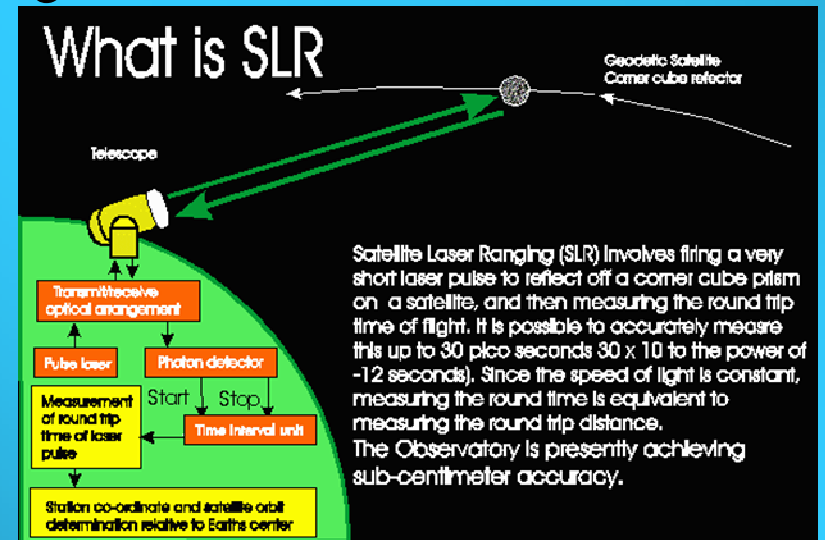 What is SLR
Geodetic Satellite
Corner cube reflector
Telescope
Satellite Laser Ranging (SLR) involves firing a very
short laser pulse to reflect off a corner cube prism
on a satellite, and then measuring the round trip
time of flight. It is possible to accurately measre
this up to 30 pico seconds 30 x 10 to the power of
-12 seconds). Since the speed of light is constant,
measuring the round time is equivalent to
measuring the round trip distance.
The Observatory is presently achieving
sub-centimeter accuracy.
Transmit/receive
optical arrangement
Pulse laser
Photon detector
Start
Stop
Time interval unit
Measurement
of round trip
time of laser
pulse
Station co-ordinate and satellite orbit
determination relative to Earths center